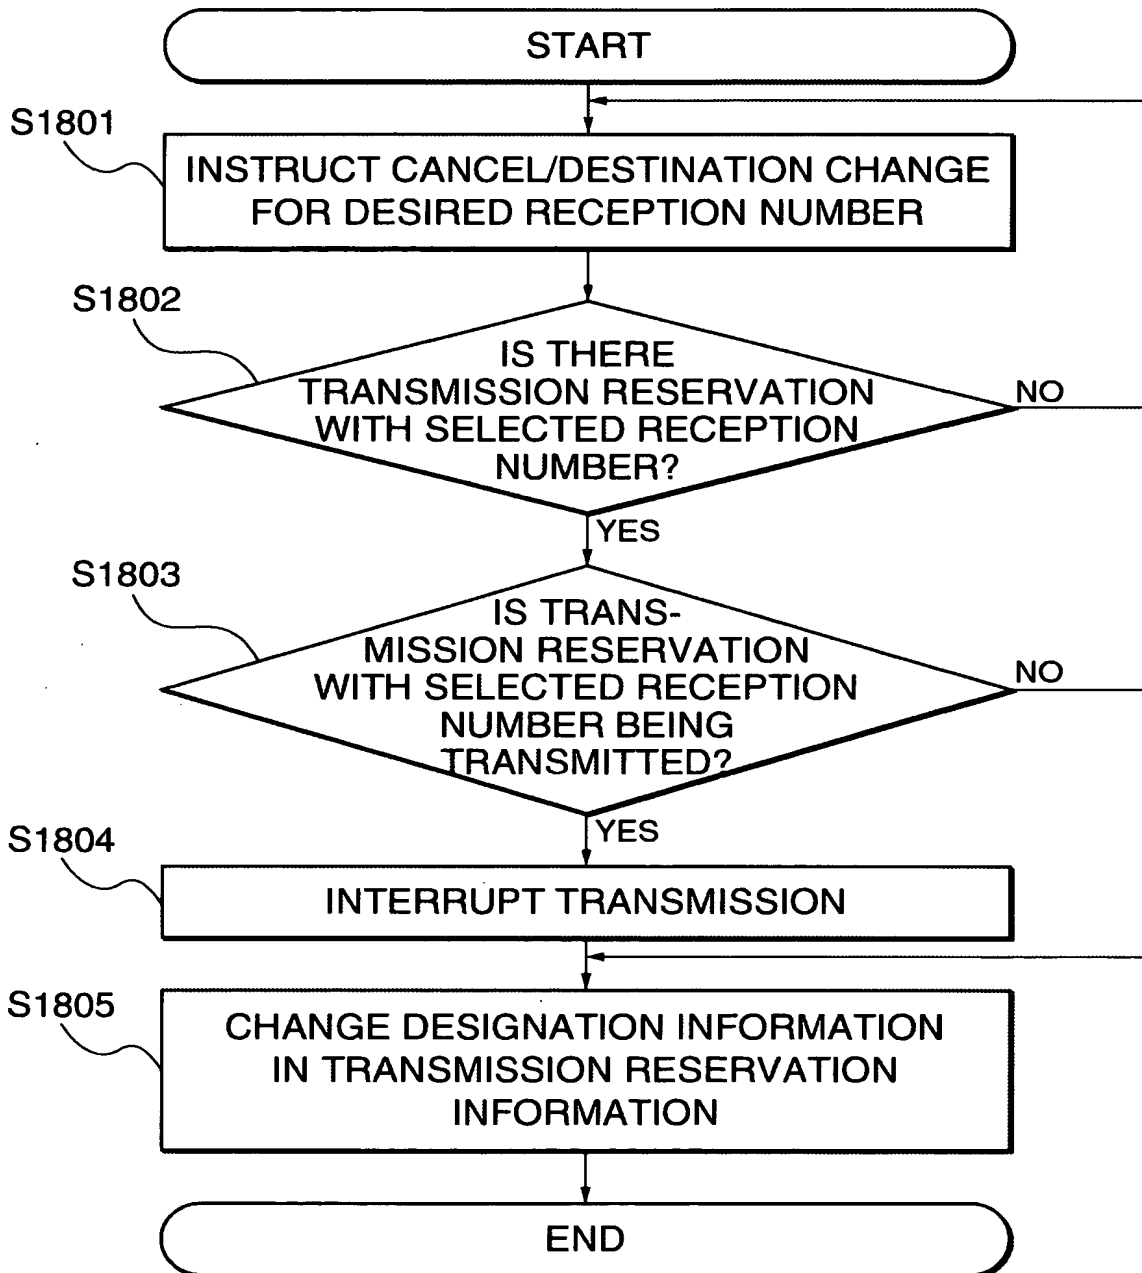 START
S1801
INSTRUCT CANCEL/DESTINATION CHANGE
FOR DESIRED RECEPTION NUMBER
S1802
IS THERE
TRANSMISSION RESERVATION
WITH SELECTED RECEPTION
NUMBER?
NO
YES
S1803
IS TRANS-
MISSION RESERVATION
WITH SELECTED RECEPTION
NUMBER BEING
TRANSMITTED?
NO
YES
S1804
INTERRUPT TRANSMISSION
S1805
CHANGE DESIGNATION INFORMATION
IN TRANSMISSION RESERVATION
INFORMATION
END